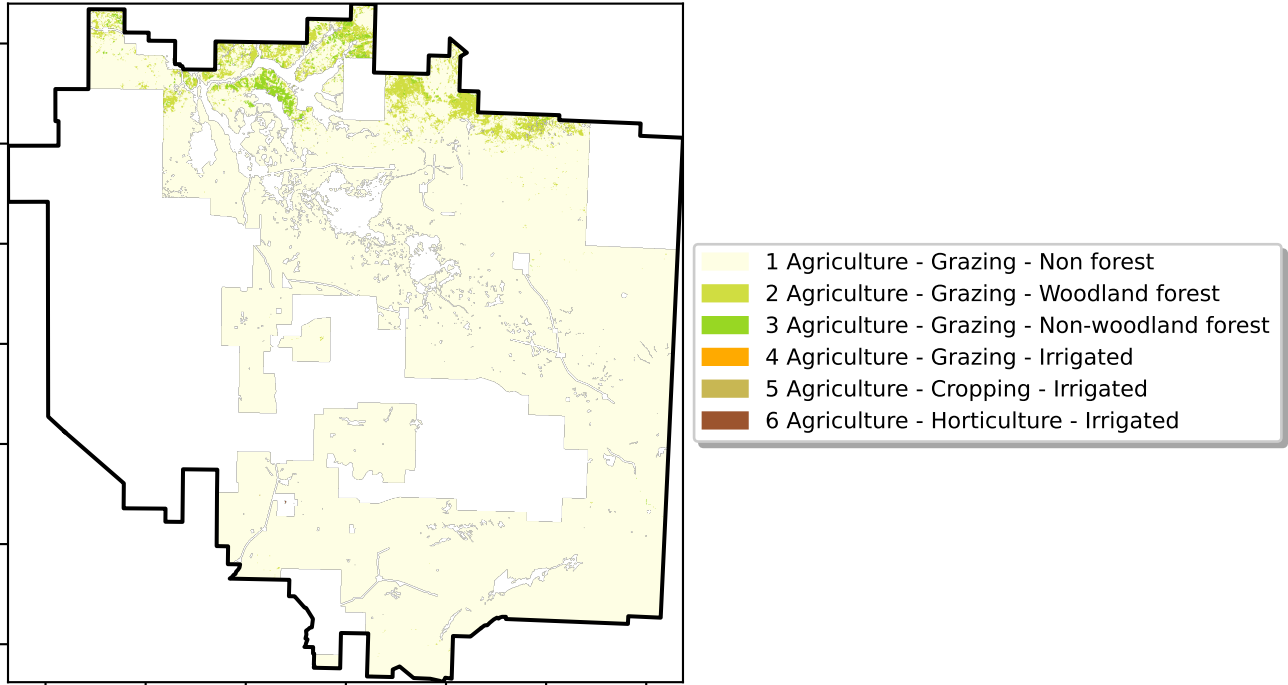 1 Agriculture - Grazing - Non forest
2 Agriculture - Grazing - Woodland forest
3 Agriculture - Grazing - Non-woodland forest
4 Agriculture - Grazing - Irrigated
5 Agriculture - Cropping - Irrigated
6 Agriculture - Horticulture - Irrigated